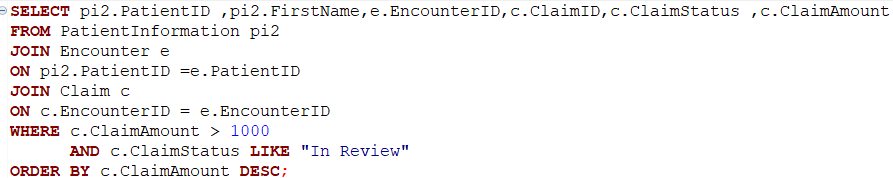 SELECT pi2.PatientID ,pi2.FirstName,e.EncounterID,c.ClaimID,c.ClaimStatus ,c.ClaimAmount
FROM PatientInformation pi2
JOIN Encounter e
ON pi2.PatientID =e.PatientID
JOIN Claim c
ON c.EncounterID = e.EncounterID
WHERE c.ClaimAmount > 1000
      AND c.ClaimStatus LIKE "In Review"
ORDER BY c.ClaimAmount DESC;